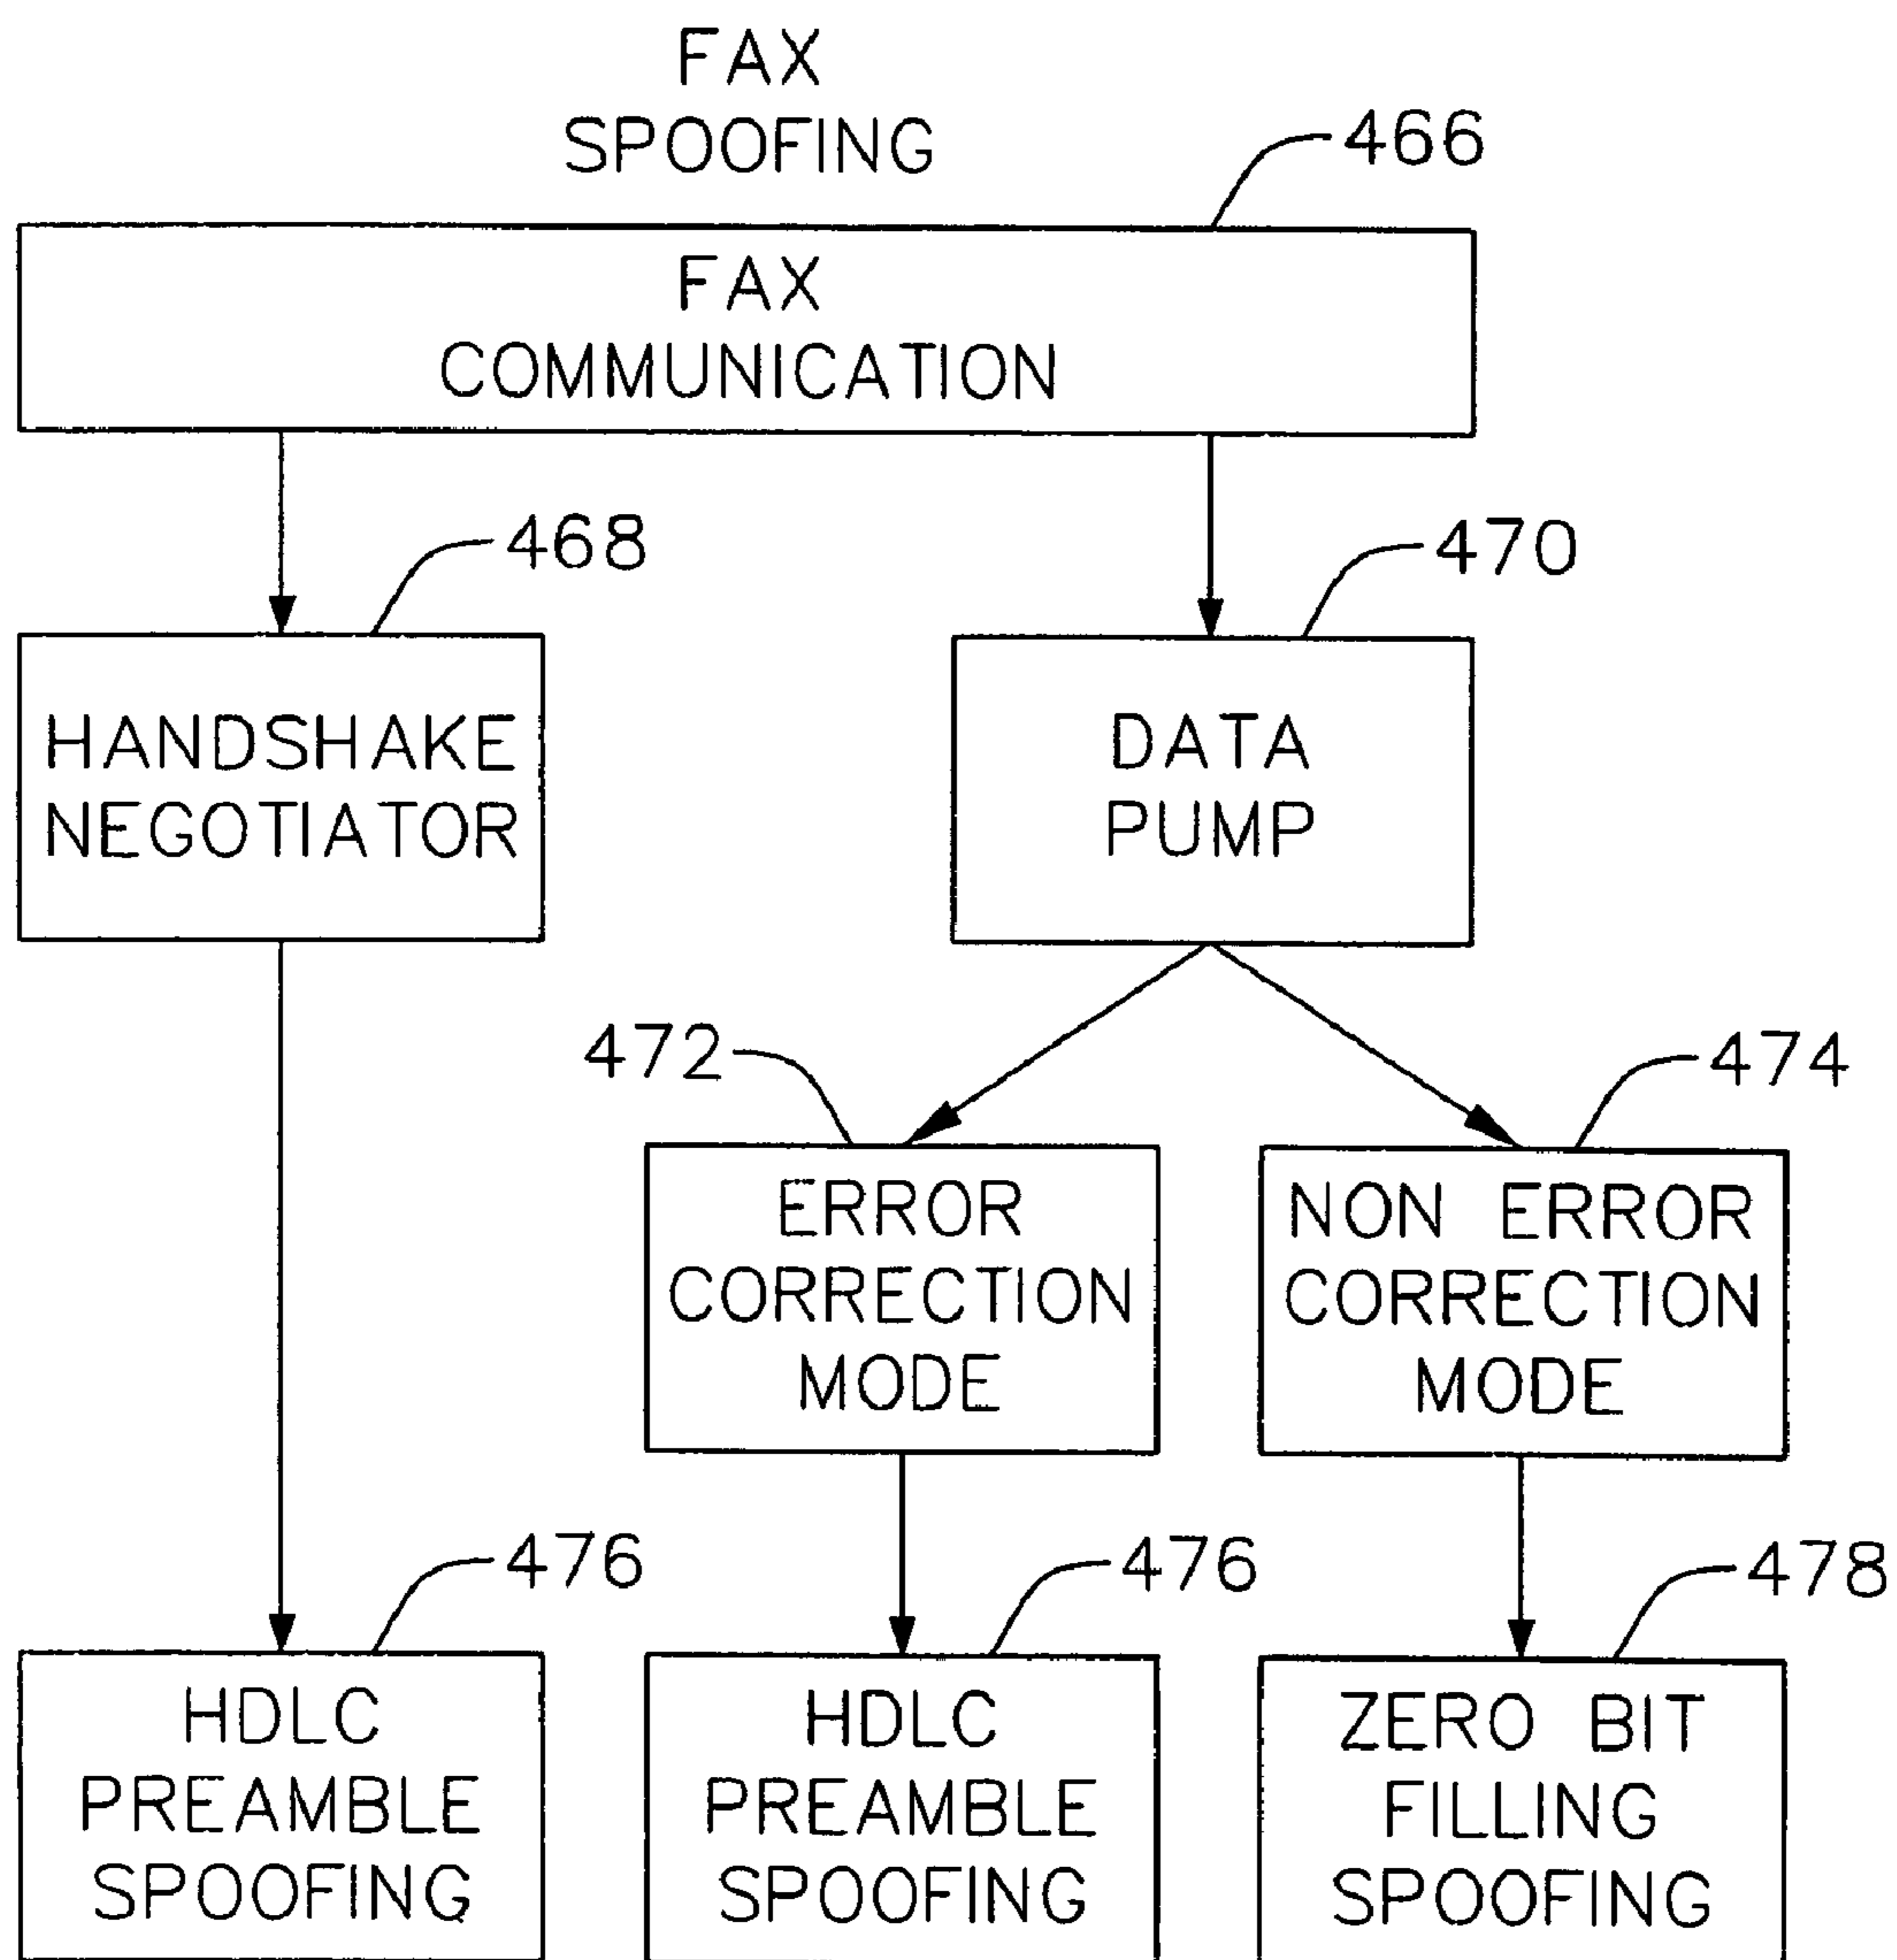 FAX
SPOOFING
466
FAX
COMMUNICATION
468
470
HANDSHAKE
NEGOTIATOR
DATA
PUMP
472
474
ERROR
CORRECTION
MODE
NON ERROR
CORRECTION
MODE
476
476
478
HDLC
PREAMBLE
SPOOFING
HDLC
PREAMBLE
SPOOFING
ZERO BIT
FILLING
SPOOFING